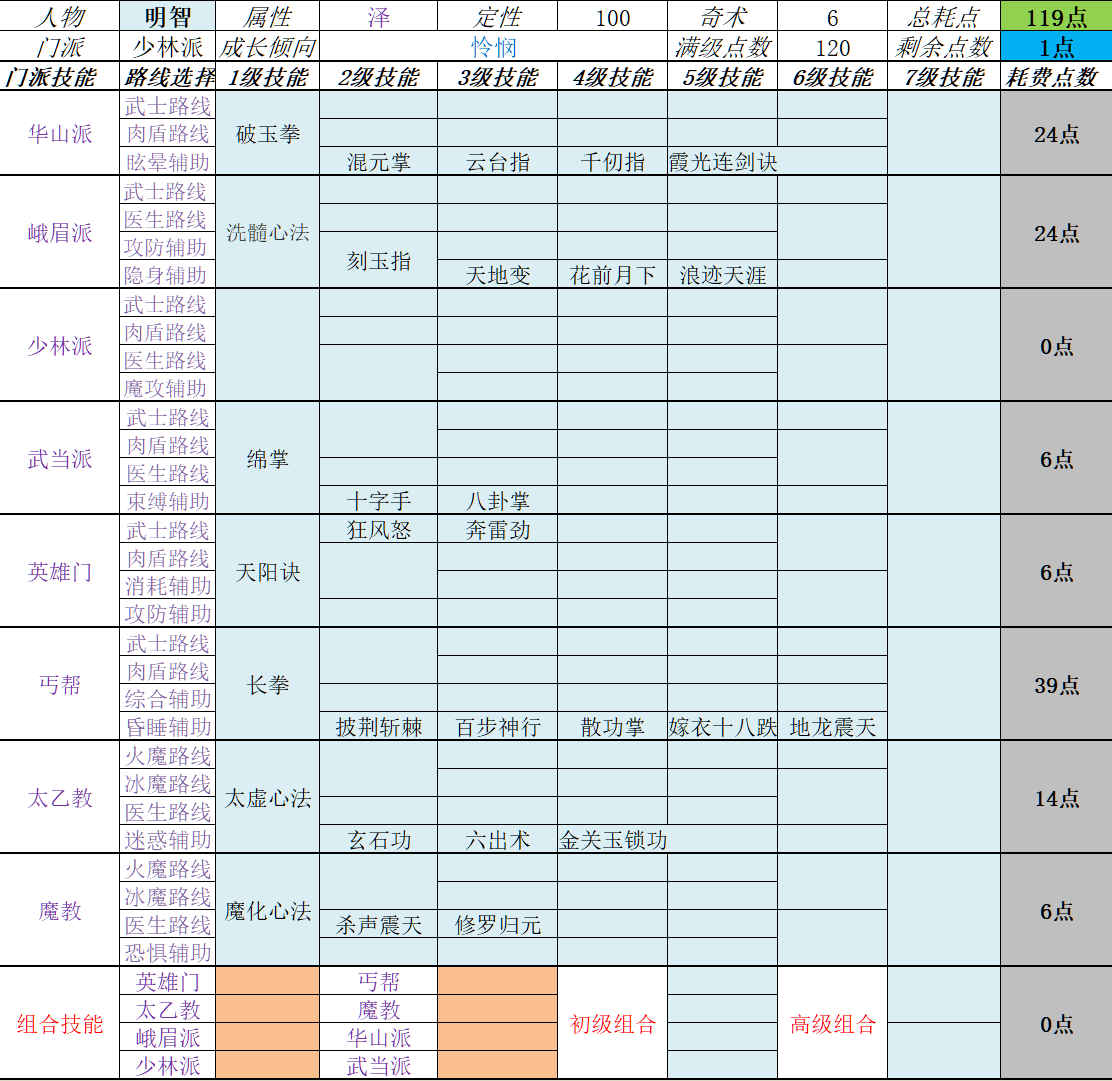 人物 明智 属性 泽 定性 100 奇术 6 总耗点 119点
门派 少林派 成长倾向 怜悯 满级点数 120 剩余点数 1点
门派技能 路线选择 1级技能 2级技能 3级技能 4级技能 5级技能 6级技能 7级技能 耗费点数
武士路线
华山派 肉盾路线 破玉拳 24点
眩晕辅助 混元掌 云台指 千仞指 霞光连剑诀
武士路线
峨眉派 医生路线 洗髓心法 24点
攻防辅助 刻玉指
隐身辅助 天地变 花前月下 浪迹天涯
武士路线
少林派 肉盾路线 0点
医生路线
魔攻辅助
武士路线
武当派 肉盾路线 绵掌 6点
医生路线
束缚辅助 十字手 八卦掌
武士路线 狂风怒 奔雷劲
英雄门 肉盾路线 天阳诀 6点
消耗辅助
攻防辅助
武士路线
丐帮 肉盾路线 长拳 39点
综合辅助
昏睡辅助 披荆斩棘 百步神行 散功掌 嫁衣十八跌 地龙震天
火魔路线
太乙教 冰魔路线 太虚心法 14点
医生路线
迷惑辅助 玄石功 六出术 金关玉锁功
火魔路线
魔教 冰魔路线 魔化心法 6点
医生路线 杀声震天 修罗归元
恐惧辅助
英雄门 丐帮
组合技能 太乙教 魔教 初级组合 高级组合 0点
峨眉派 华山派
少林派 武当派